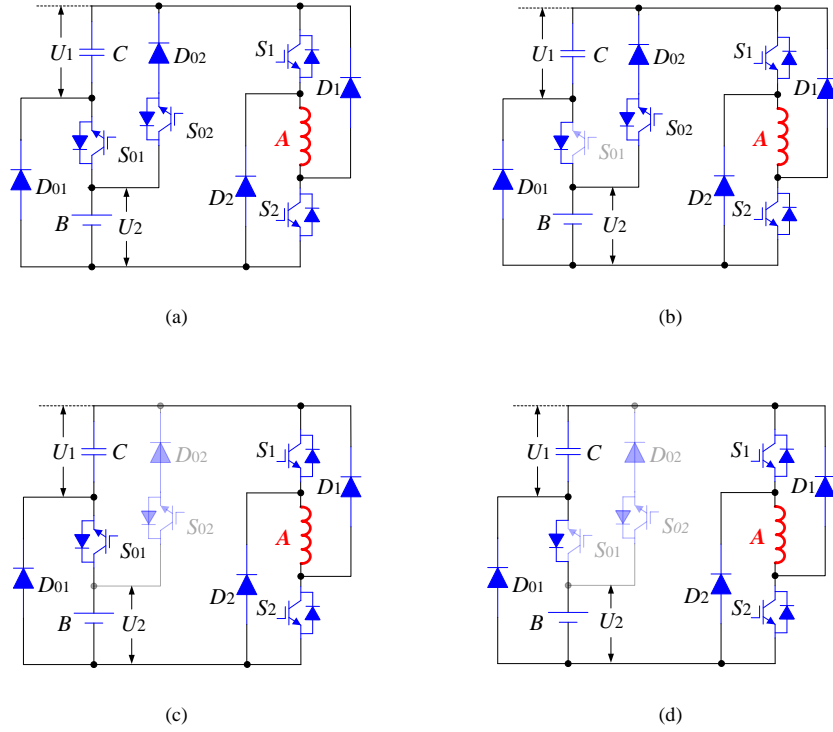 U1 C D02 S1
S02 D1
S01 A
D01 D2
B U2 S2
(a)
U1 C D02 S1
S02 D1
S01 A
D01 D2
B U2 S2
(b)
U1 C D02 S1
S02 D1
S01 A
D01 D2
B U2 S2
(c)
U1 C D02 S1
S02 D1
S01 A
D01 D2
B U2 S2
(d)